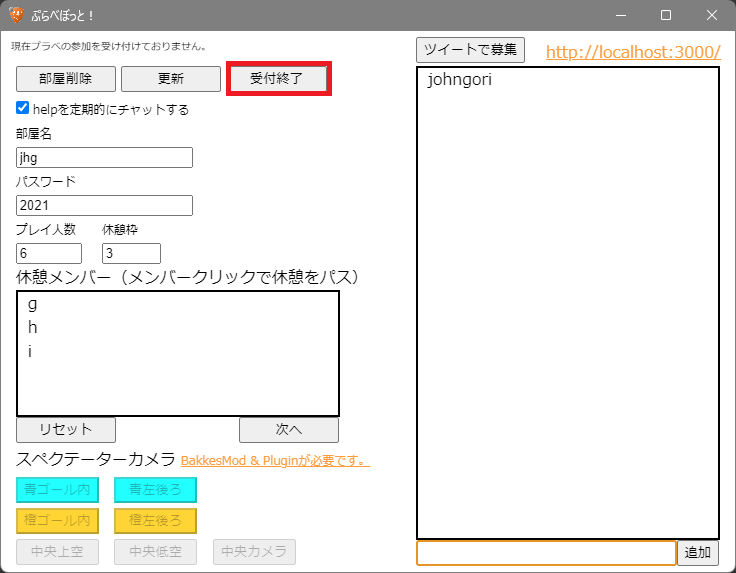 ぷらべぼっと!
現在プラベの参加を受け付けておりません。
部屋削除 更新 受付終了
helpを定期的にチャットする
部屋名
jhg
パスワード
2021
プレイ人数 休憩枠
6 3
休憩メンバー（メンバークリックで休憩をパス）
g
h
i
リセット 次へ
スペクテーターカメラ BakkesMod & Pluginが必要です。
青ゴール内 青左後ろ
橙ゴール内 橙左後ろ
中央上空 中央低空 中央カメラ
ツイートで募集 http://localhost:3000/
johngori
追加